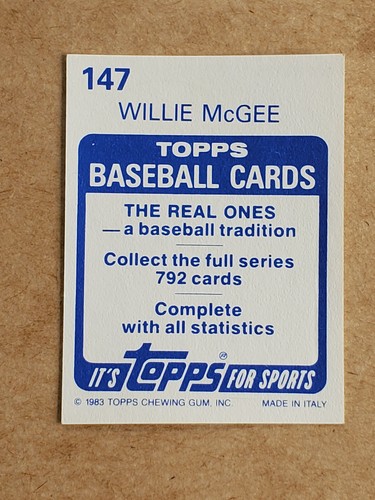 147
WILLIE McGEE
TOPPS
BASEBALL CARDS
THE REAL ONES
— a baseball tradition
Collect the full series
792 cards
Complete
with all statistics
IT'S topps® FOR SPORTS
© 1983 TOPPS CHEWING GUM, INC. MADE IN ITALY